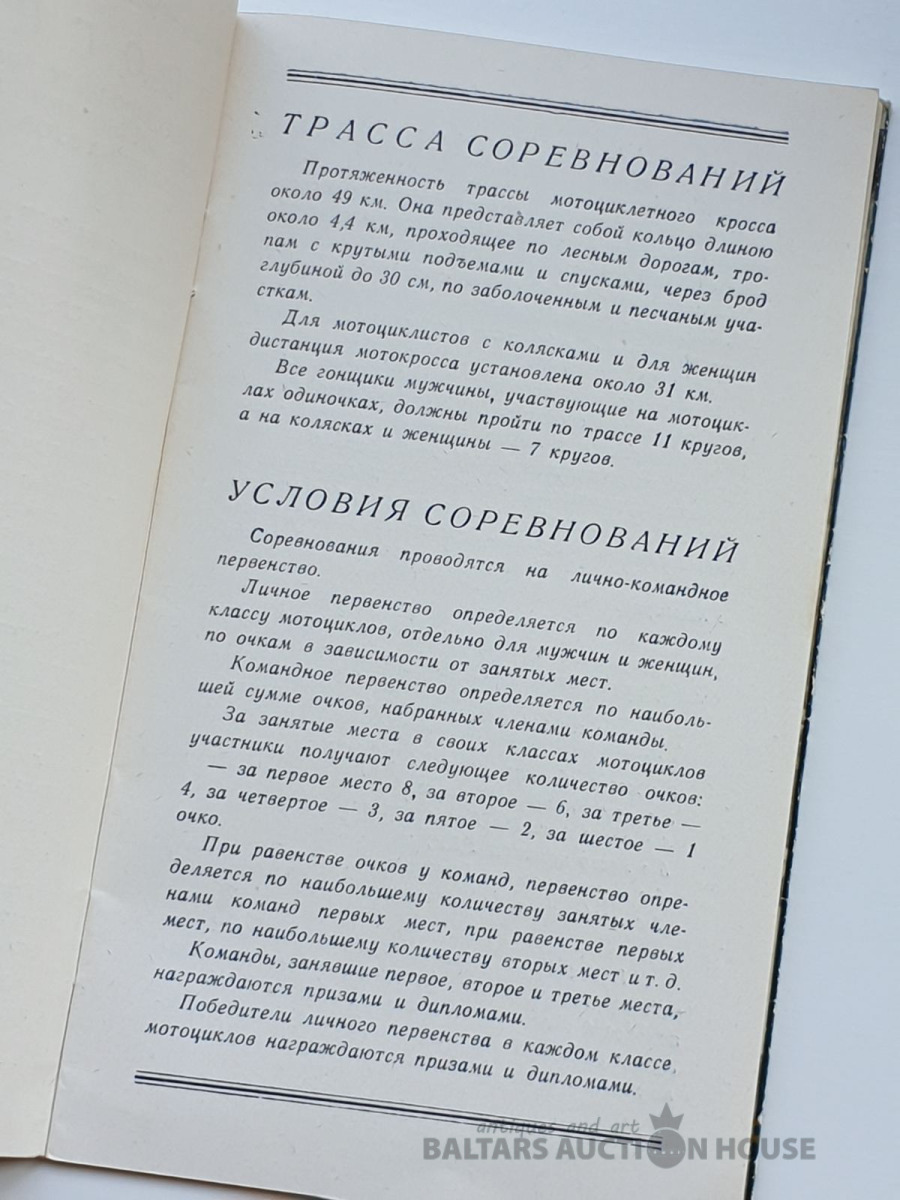 ТРАССА СОРЕВНОВАНИЙ
Протяженность трассы мотоциклетного кросса
около 49 км. Она представляет собой кольцо длиною
около 4,4 км, проходящее по лесным дорогам, тро-
пам с крутыми подъемами и спусками, через брод
глубиной до 30 см, по заболоченным и песчаным уча-
сткам.
Для мотоциклистов с колясками и для женщин
дистанция мотокросса установлена около 31 км.
Все гонщики мужчины, участвующие на мотоцик-
лах одиночках, должны пройти по трассе 11 кругов,
а на колясках и женщины — 7 кругов.
УСЛОВИЯ СОРЕВНОВАНИЙ
Соревнования проводятся на лично-командное
первенство.
Личное первенство определяется по каждому
классу мотоциклов, отдельно для мужчин и женщин,
по очкам в зависимости от занятых мест.
Командное первенство определяется по наиболь-
шей сумме очков, набранных членами команды.
За занятые места в своих классах мотоциклов
участники получают следующее количество очков:
— за первое место 8, за второе — 6, за третье —
4, за четвертое — 3, за пятое — 2, за шестое — 1
очко.
При равенстве очков у команд, первенство опре-
деляется по наибольшему количеству занятых чле-
нами команд первых мест, при равенстве первых
мест, по наибольшему количеству вторых мест и т. д.
Команды, занявшие первое, второе и третье места,
награждаются призами и дипломами.
Победители личного первенства в каждом классе
мотоциклов награждаются призами и дипломами.
antiques and art
BALTARS AUCTION HOUSE